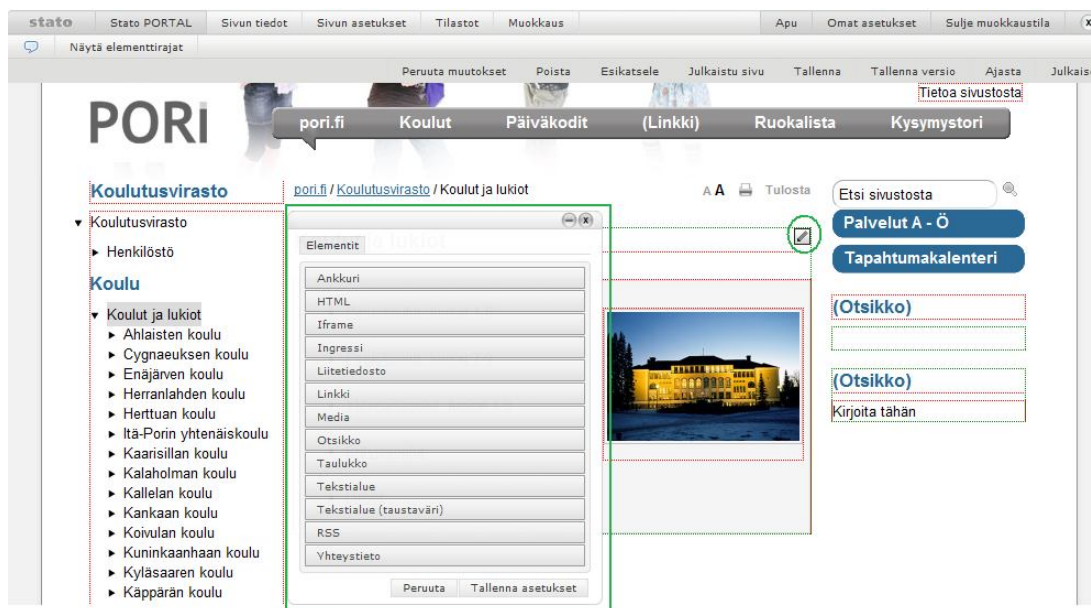 stato Stato PORTAL Sivun tiedot Sivun asetukset Tilastot Muokkaus Apu Omat asetukset Sulje muokkaustila x
Näytä elementtirajat
Peruuta muutokset Poista Esikatsele Julkaistu sivu Tallenna Tallenna versio Ajasta Julkais
Tietoa sivustosta
PORi
pori.fi Koulut Päiväkodit (Linkki) Ruokalista Kysymystori
Koulutusvirasto
pori.fi / Koulutusvirasto / Koulut ja lukiot
A A Tulosta
Etsi sivustosta
Koulutusvirasto
Henkilöstö
Koulu
Koulut ja lukiot
Ahlaisten koulu
Cygnaeuksen koulu
Enäjärven koulu
Herranlahden koulu
Herttuan koulu
Itä-Porin yhtenäiskoulu
Kaarisillan koulu
Kalaholman koulu
Kallelan koulu
Kankaan koulu
Koivulan koulu
Kuninkaanhaan koulu
Kyläsaaren koulu
Käppärän koulu
Elementit
Ankkuri
HTML
Iframe
Ingressi
Liitetiedosto
Linkki
Media
Otsikko
Taulukko
Tekstialue
Tekstialue (taustaväri)
RSS
Yhteystieto
Peruuta Tallenna asetukset
Palvelut A - Ö
Tapahtumakalenteri
(Otsikko)
(Otsikko)
Kirjoita tähän